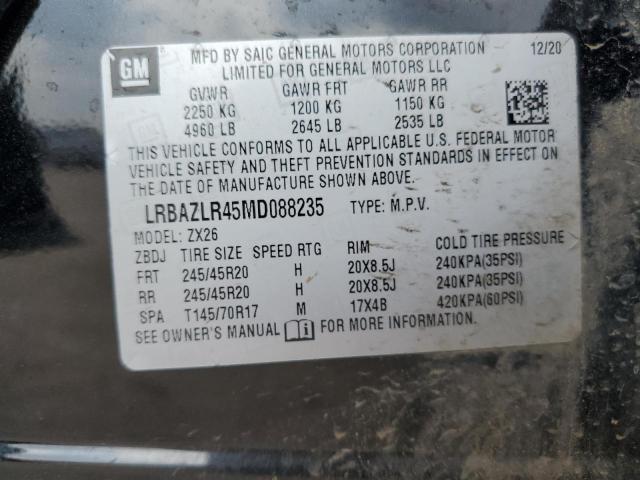 GM
MFD BY SAIC GENERAL MOTORS CORPORATION 12/20
LIMITED FOR GENERAL MOTORS LLC
GVWR GAWR FRT GAWR RR
2250 KG 1200 KG 1150 KG
4960 LB 2645 LB 2535 LB
THIS VEHICLE CONFORMS TO ALL APPLICABLE U.S. FEDERAL MOTOR
VEHICLE SAFETY AND THEFT PREVENTION STANDARDS IN EFFECT ON
THE DATE OF MANUFACTURE SHOWN ABOVE.
LRBAZLR45MD088235 TYPE: M.P.V.
MODEL: ZX26
ZBDJ TIRE SIZE SPEED RTG RIM COLD TIRE PRESSURE
FRT 245/45R20 H 20X8.5J 240KPA(35PSI)
RR 245/45R20 H 20X8.5J 240KPA(35PSI)
SPA T145/70R17 M 17X4B 420KPA(60PSI)
SEE OWNER'S MANUAL FOR MORE INFORMATION.